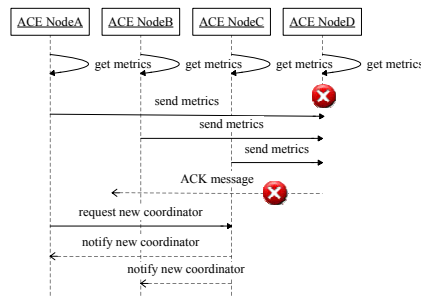 ACE NodeA ACE NodeB ACE NodeC ACE NodeD
get metrics get metrics get metrics get metrics
send metrics
send metrics
send metrics
ACK message
request new coordinator
notify new coordinator
notify new coordinator